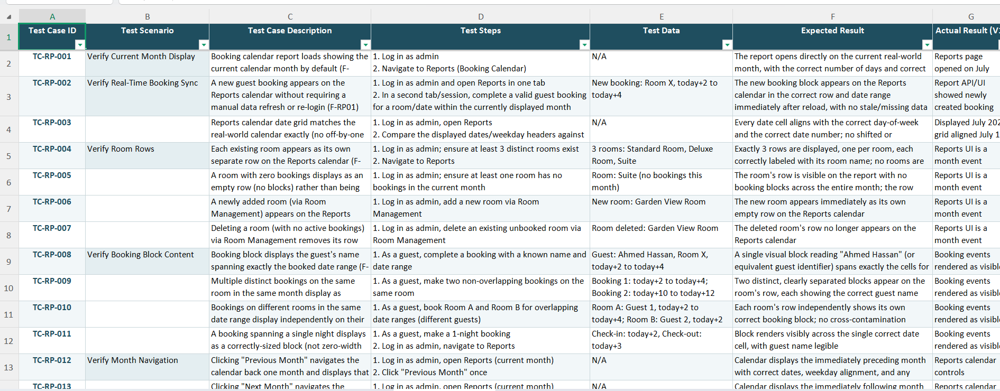 A B C D E F G
1 Test Case ID Test Scenario Test Case Description Test Steps Test Data Expected Result Actual Result (V
2 TC-RP-001 Verify Current Month Display Booking calendar report loads showing the 1. Log in as admin N/A The report opens directly on the current real-world Reports page
current calendar month by default (F- 2. Navigate to Reports (Booking Calendar) month, with the correct number of days and correct opened on July
3 TC-RP-002 Verify Real-Time Booking Sync A new guest booking appears on the 1. Log in as admin and open Reports in one tab New booking: Room X, today+2 to The new booking block appears on the Reports Report API/UI
Reports calendar without requiring a 2. In a second tab/session, complete a valid guest booking today+4 calendar in the correct row and date range showed newly
manual data refresh or re-login (F-RP01) for a room/date within the currently displayed month immediately after reload, with no stale/missing data created booking
4 TC-RP-003 Reports calendar date grid matches the 1. Log in as admin, open Reports N/A Every date cell aligns with the correct day-of-week Displayed July 202
real-world calendar exactly (no off-by-one 2. Compare the displayed dates/weekday headers against and the correct date number; no shifted or grid aligned July 1
5 TC-RP-004 Verify Room Rows Each existing room appears as its own 1. Log in as admin; ensure at least 3 distinct rooms exist 3 rooms: Standard Room, Deluxe Exactly 3 rows are displayed, one per room, each Reports UI is a
separate row on the Reports calendar (F- 2. Navigate to Reports Room, Suite correctly labeled with its room name; no rooms are month event
6 TC-RP-005 A room with zero bookings displays as an 1. Log in as admin; ensure at least one room has no Room: Suite (no bookings this The room's row is visible on the report with no Reports UI is a
empty row (no blocks) rather than being bookings in the current month month) booking blocks across the entire month; the row month event
7 TC-RP-006 A newly added room (via Room 1. Log in as admin, add a new room via Room New room: Garden View Room The new room appears immediately as its own Reports UI is a
Management) appears on the Reports Management empty row on the Reports calendar month event
8 TC-RP-007 Deleting a room (with no active bookings) 1. Log in as admin, delete an existing unbooked room via Room deleted: Garden View Room The deleted room's row no longer appears on the Reports UI is a
via Room Management removes its row Room Management Reports calendar month event
9 TC-RP-008 Verify Booking Block Content Booking block displays the guest's name 1. As a guest, complete a booking with a known name and Guest: Ahmed Hassan, Room X, A single visual block reading "Ahmed Hassan" (or Booking events
spanning exactly the booked date range (F- date range today+2 to today+4 equivalent guest identifier) spans exactly the cells for rendered as visibl
10 TC-RP-009 Multiple distinct bookings on the same 1. As a guest, make two non-overlapping bookings on the Booking 1: today+2 to today+4; Two distinct, clearly separated blocks appear on the Booking events
room in the same month display as same room Booking 2: today+10 to today+12 room's row, each showing the correct guest name rendered as visibl
11 TC-RP-010 Bookings on different rooms in the same 1. As a guest, book Room A and Room B for overlapping Room A: Guest 1, today+2 to Each room's row independently shows its own Booking events
date range display independently on their date ranges (different guests) today+4; Room B: Guest 2, today+2 correct booking block; no cross-contamination rendered as visibl
12 TC-RP-011 A booking spanning a single night displays 1. As a guest, make a 1-night booking Check-in: today+2, Check-out: Block renders visibly across the single correct date Booking events
as a correctly-sized block (not zero-width 2. Log in as admin, navigate to Reports today+3 cell, with guest name legible rendered as visibl
13 TC-RP-012 Verify Month Navigation Clicking "Previous Month" navigates the 1. Log in as admin, open Reports (current month) N/A Calendar displays the immediately preceding month Reports calendar
calendar back one month and displays that 2. Click "Previous Month" once with correct dates, weekday alignment, and any controls
TC-RP-013 Clicking "Next Month" navigates the 1. Log in as admin, open Reports (current month) N/A Calendar displays the immediately following month Reports calendar